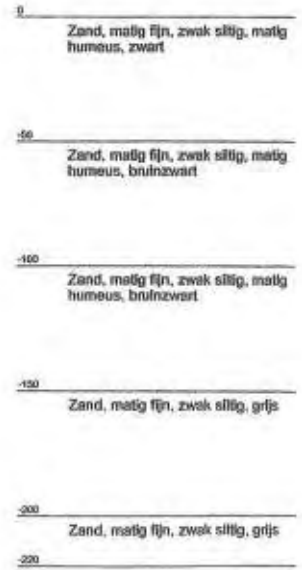 0
Zand, matig fijn, zwak siltig, matig
humeus, zwart
-50
Zand, matig fijn, zwak siltig, matig
humeus, bruinzwart
-100
Zand, matig fijn, zwak siltig, matig
humeus, bruinzwart
-150
Zand, matig fijn, zwak siltig, grijs
-200
Zand, matig fijn, zwak siltig, grijs
-220